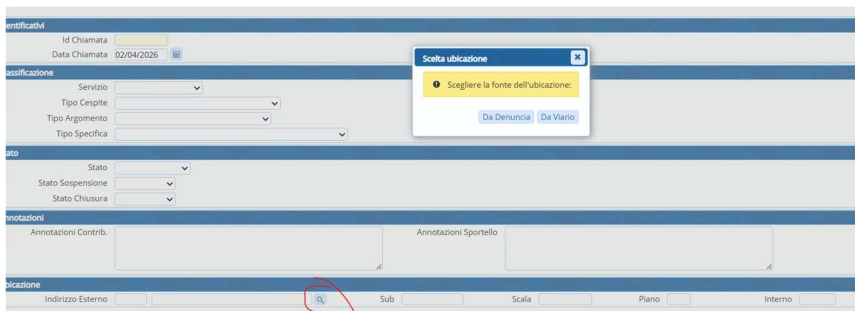 entificativi
Id Chiamata
Data Chiamata 02/04/2026
assificazione
Servizio
Tipo Cespite
Tipo Argomento
Tipo Specifica
Scelta ubicazione
Scegliere la fonte dell'ubicazione:
Da Denuncia Da Viario
ato
Stato
Stato Sospensione
Stato Chiusura
nnotazioni
Annotazioni Contrib. Annotazioni Sportello
bicazione
Indirizzo Esterno Sub Scala Piano Interno